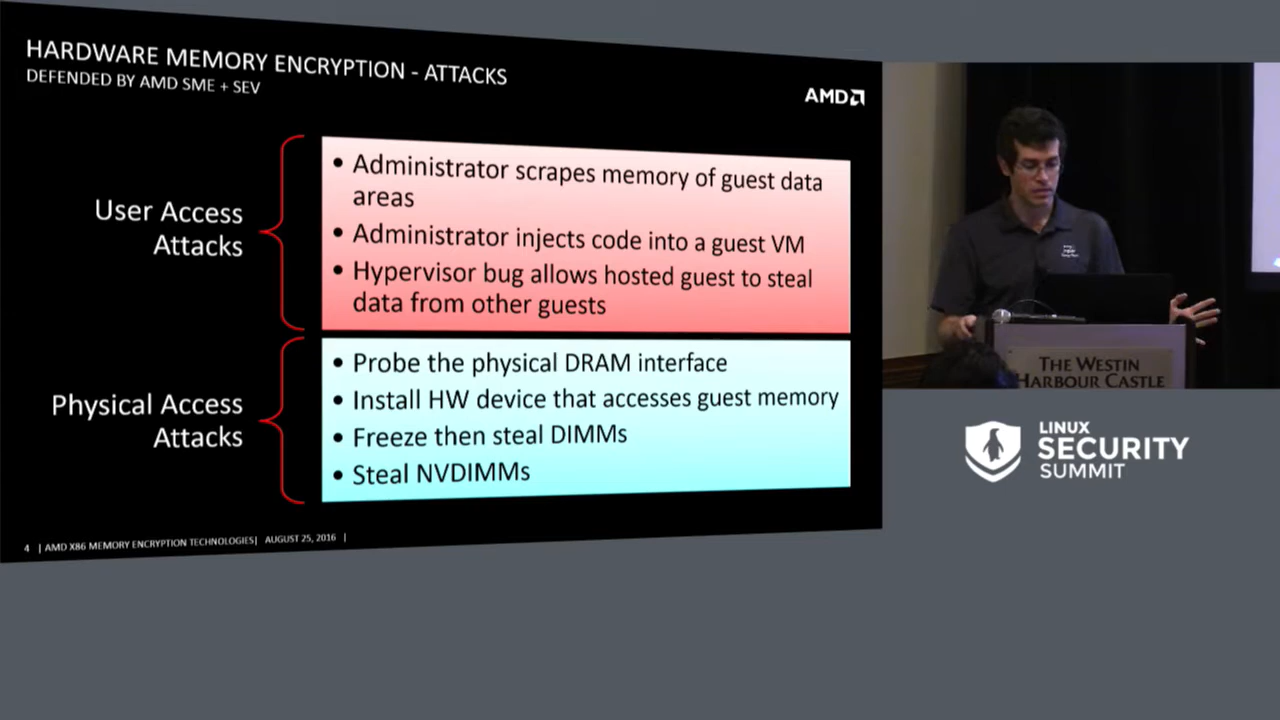 HARDWARE MEMORY ENCRYPTION - ATTACKS
DEFENDED BY AMD SME + SEV
AMD
User Access
Attacks
• Administrator scrapes memory of guest data
areas
• Administrator injects code into a guest VM
• Hypervisor bug allows hosted guest to steal
data from other guests
Physical Access
Attacks
• Probe the physical DRAM interface
• Install HW device that accesses guest memory
• Freeze then steal DIMMs
• Steal NVDIMMs
4 | AMD X86 MEMORY ENCRYPTION TECHNOLOGIES| AUGUST 25, 2016 |
THE WESTIN
HARBOUR CASTLE
LINUX
SECURITY
SUMMIT